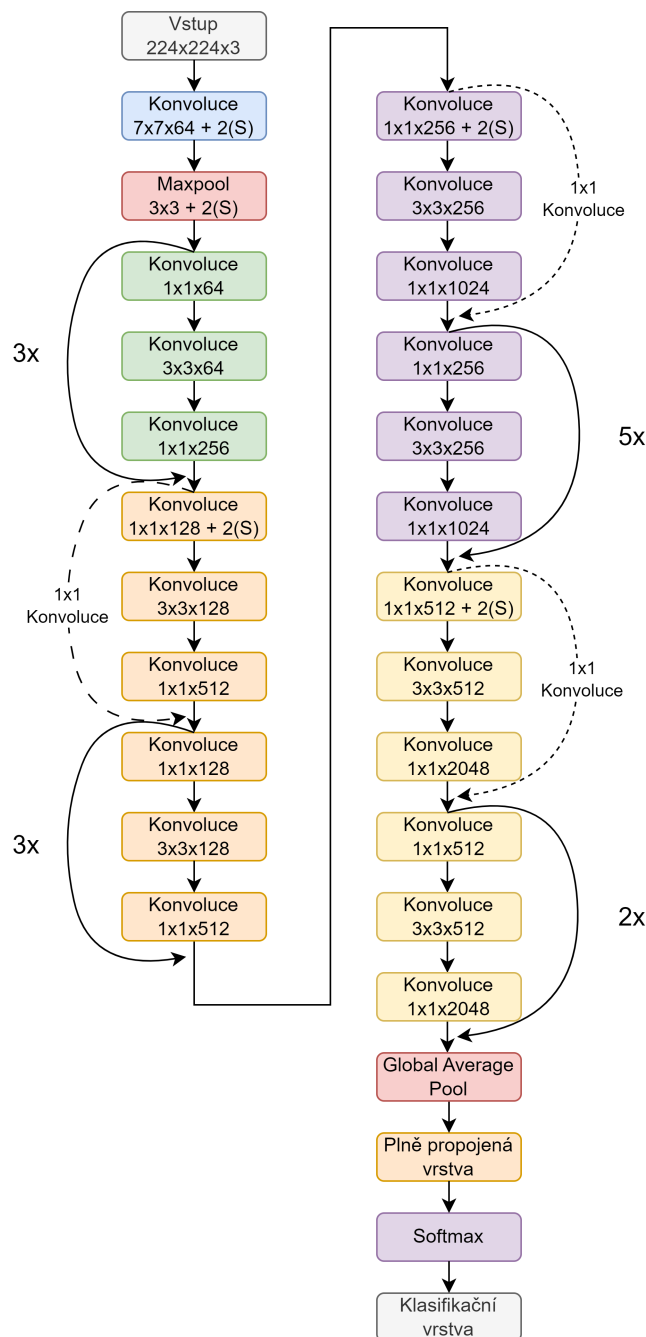 Vstup
224x224x3
Konvoluce
7x7x64 + 2(S)
Maxpool
3x3 + 2(S)
Konvoluce
1x1x64
3x
Konvoluce
3x3x64
Konvoluce
1x1x256
Konvoluce
1x1x128 + 2(S)
1x1
Konvoluce
Konvoluce
3x3x128
Konvoluce
1x1x512
Konvoluce
1x1x128
3x
Konvoluce
3x3x128
Konvoluce
1x1x512
Konvoluce
1x1x256 + 2(S)
1x1
Konvoluce
Konvoluce
3x3x256
Konvoluce
1x1x1024
Konvoluce
1x1x256
5x
Konvoluce
3x3x256
Konvoluce
1x1x1024
Konvoluce
1x1x512 + 2(S)
1x1
Konvoluce
Konvoluce
3x3x512
Konvoluce
1x1x2048
Konvoluce
1x1x512
2x
Konvoluce
3x3x512
Konvoluce
1x1x2048
Global Average
Pool
Plně propojená
vrstva
Softmax
Klasifikační
vrstva